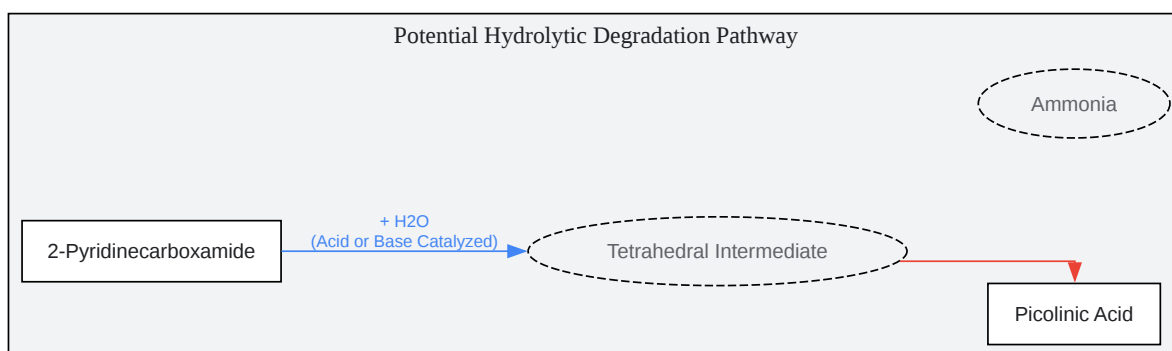 Potential Hydrolytic Degradation Pathway
Ammonia
+ H2O
(Acid or Base Catalyzed)
2-Pyridinecarboxamide
Tetrahedral Intermediate
Picolinic Acid